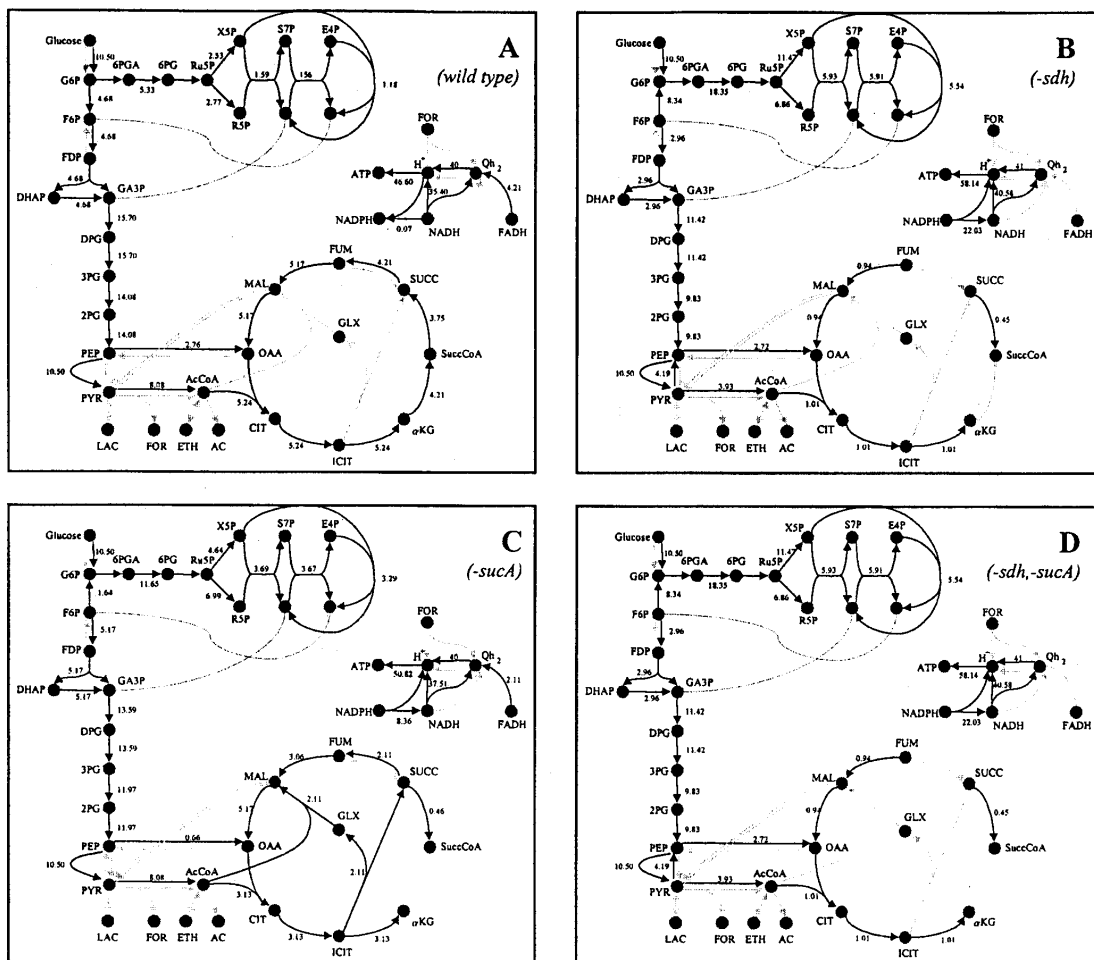 A
(wild type)
Glucose
10.50
G6P
6PGA
6PG
Ru5P
5.33
X5P
S7P
E4P
2.53
1.59
156
1.18
2.77
R5P
4.68
F6P
4.68
FDP
4.68
DHAP
4.68
GA3P
15.70
DPG
15.70
3PG
14.08
2PG
14.08
PEP
2.76
OAA
10.50
PYR
8.08
AcCoA
5.24
LAC
FOR
ETH
AC
CIT
5.24
ICIT
5.24
αKG
4.21
SuccCoA
3.75
SUCC
4.21
FUM
5.17
MAL
5.17
GLX
FOR
H+
40
Qh2
ATP
46.60
35.40
4.21
NADPH
0.07
NADH
FADH
B
(-sdh)
Glucose
10.50
G6P
6PGA
6PG
Ru5P
18.35
X5P
S7P
E4P
11.47
5.93
5.91
5.54
6.86
R5P
8.34
F6P
2.96
FDP
2.96
DHAP
2.96
GA3P
11.42
DPG
11.42
3PG
9.83
2PG
9.83
PEP
2.72
OAA
10.50
4.19
PYR
3.93
AcCoA
1.01
LAC
FOR
ETH
AC
CIT
1.01
ICIT
1.01
αKG
SuccCoA
0.45
SUCC
FUM
0.94
MAL
0.94
GLX
FOR
H+
41
Qh2
ATP
58.14
40.58
NADPH
22.03
NADH
FADH
C
(-sucA)
Glucose
10.50
G6P
6PGA
6PG
Ru5P
11.65
X5P
S7P
E4P
4.64
3.69
3.67
3.29
6.99
R5P
1.64
F6P
5.17
FDP
5.17
DHAP
5.17
GA3P
13.59
DPG
13.59
3PG
11.97
2PG
11.97
PEP
0.66
OAA
10.50
PYR
8.08
AcCoA
3.13
LAC
FOR
ETH
AC
CIT
3.13
ICIT
3.13
αKG
2.11
SuccCoA
0.46
SUCC
2.11
FUM
3.06
MAL
5.17
2.11
GLX
FOR
H+
40
Qh2
ATP
50.82
37.51
2.11
NADPH
8.36
NADH
FADH
D
(-sdh,-sucA)
Glucose
10.50
G6P
6PGA
6PG
Ru5P
18.35
X5P
S7P
E4P
11.47
5.93
5.91
5.54
6.86
R5P
8.34
F6P
2.96
FDP
2.96
DHAP
2.96
GA3P
11.42
DPG
11.42
3PG
9.83
2PG
9.83
PEP
2.72
OAA
10.50
4.19
PYR
3.93
AcCoA
1.01
LAC
FOR
ETH
AC
CIT
1.01
ICIT
1.01
αKG
SuccCoA
0.45
SUCC
FUM
0.94
MAL
0.94
GLX
FOR
H+
41
Qh2
ATP
58.14
40.58
NADPH
22.03
NADH
FADH